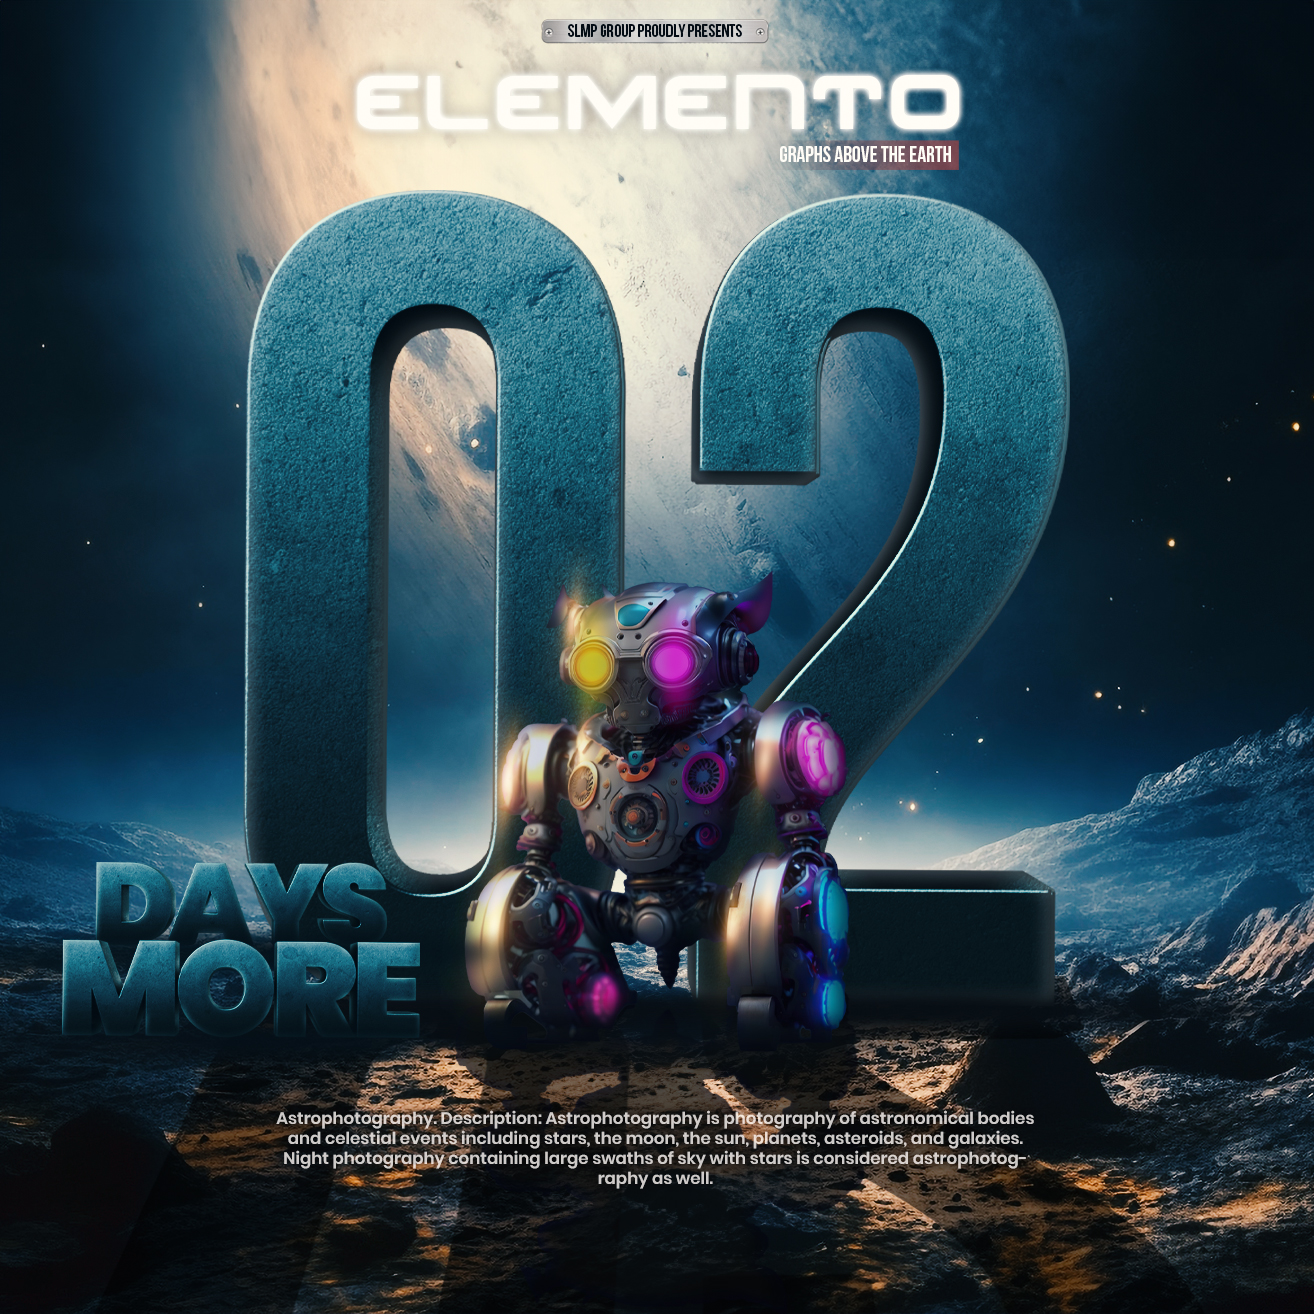 SLMP GROUP PROUDLY PRESENTS
ELEMENTO
GRAPHS ABOVE THE EARTH
02
DAYS
MORE
Astrophotography. Description: Astrophotography is photography of astronomical bodies
and celestial events including stars, the moon, the sun, planets, asteroids, and galaxies.
Night photography containing large swaths of sky with stars is considered astrophotog-
raphy as well.